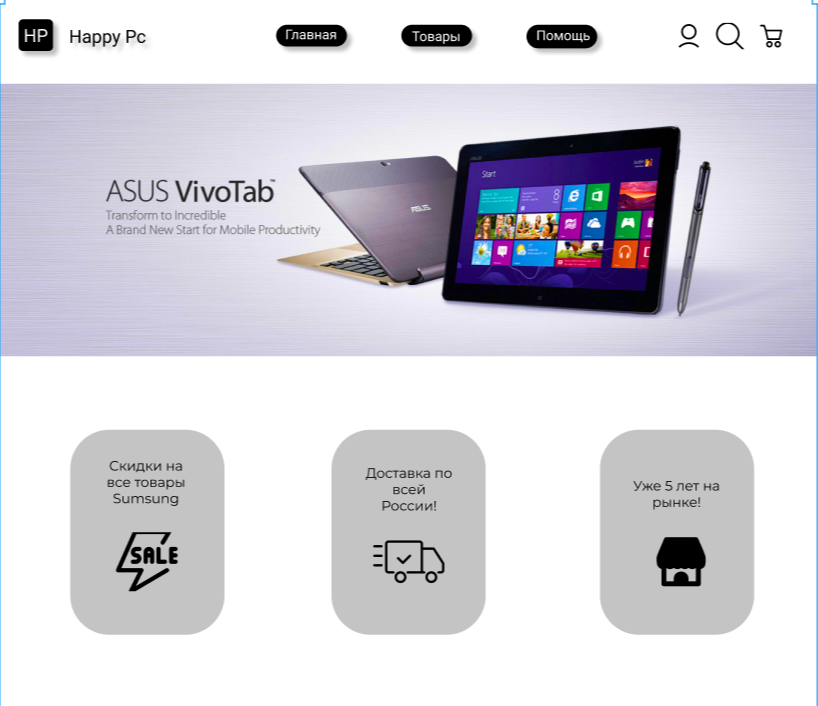 HP Happy Pc Главная Товары Помощь
ASUS VivoTab™
Transform to Incredible
A Brand New Start for Mobile Productivity
Start
ASUS
Скидки на
все товары
Sumsung
SALE
Доставка по
всей
России!
Уже 5 лет на
рынке!